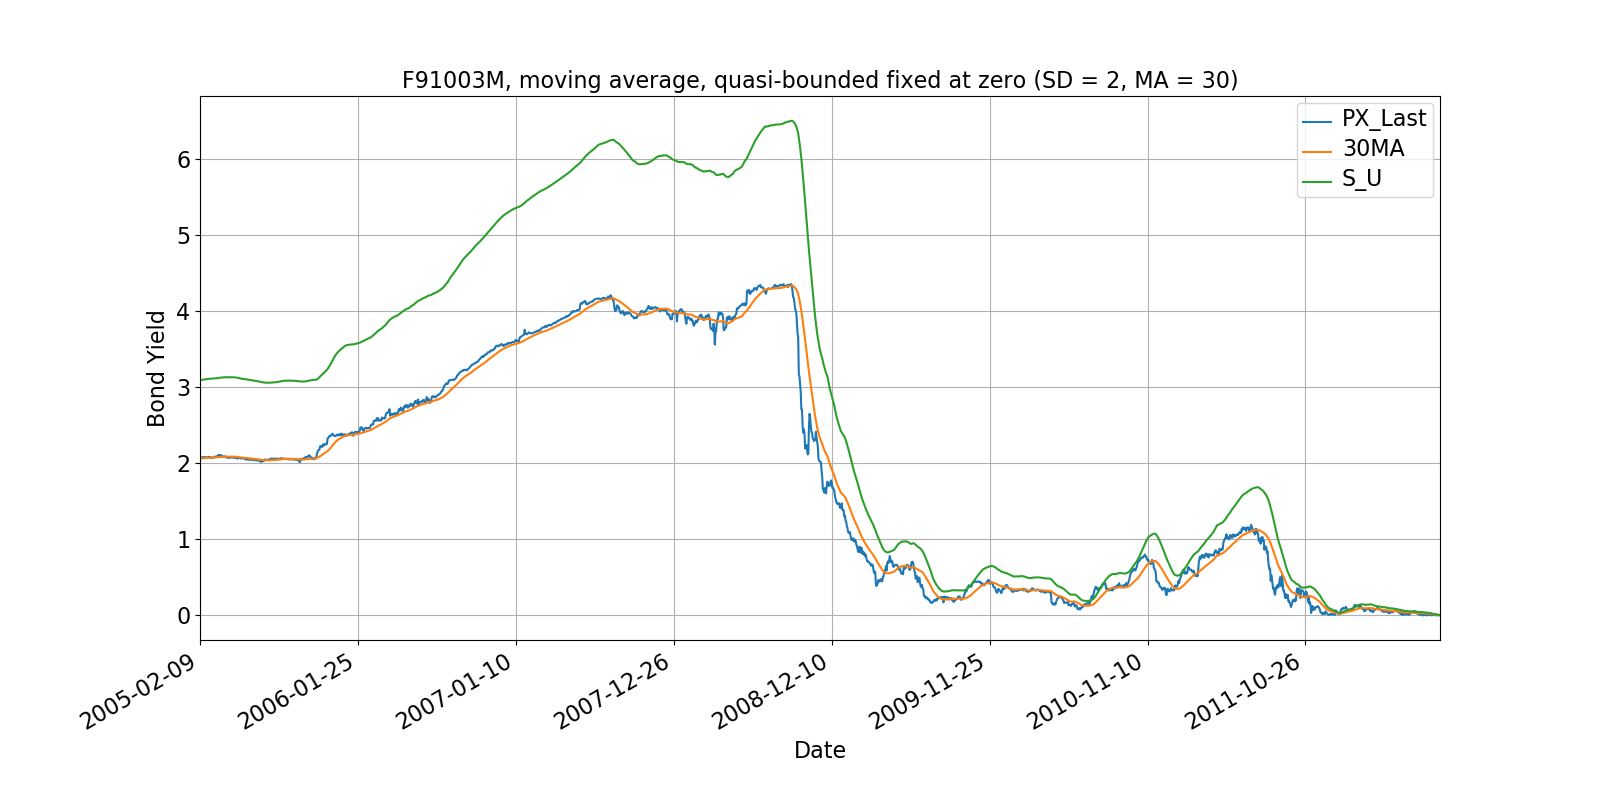 F91003M, moving average, quasi-bounded fixed at zero (SD = 2, MA = 30)
PX_Last
30MA
S_U
Bond Yield
6
5
4
3
2
1
0
2005-02-09
2006-01-25
2007-01-10
2007-12-26
2008-12-10
2009-11-25
2010-11-10
2011-10-26
Date